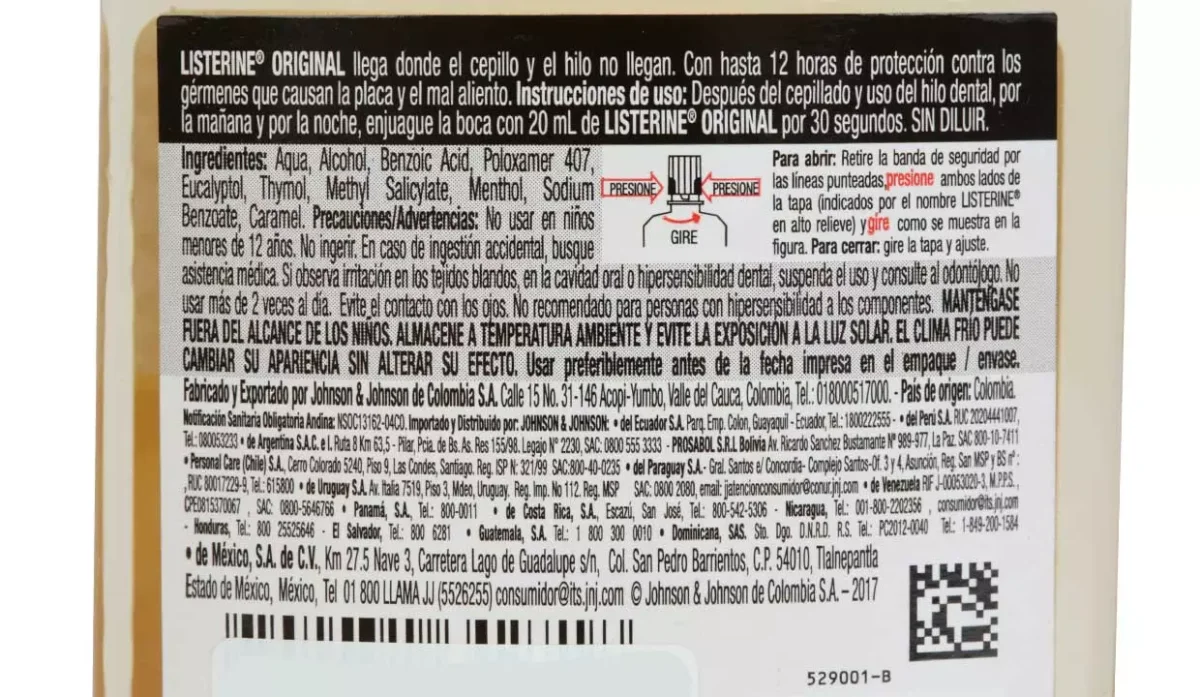 LISTERINE® ORIGINAL llega donde el cepillo y el hilo no llegan. Con hasta 12 horas de protección contra los
gérmenes que causan la placa y el mal aliento. Instrucciones de uso: Después del cepillado y uso del hilo dental, por
la mañana y por la noche, enjuague la boca con 20 mL de LISTERINE® ORIGINAL por 30 segundos. SIN DILUIR.
Ingredientes: Aqua, Alcohol, Benzoic Acid, Poloxamer 407,
Eucalyptol, Thymol, Methyl Salicylate, Menthol, Sodium
Benzoate, Caramel. Precauciones/Advertencias: No usar en niños
menores de 12 años. No ingerir. En caso de ingestión accidental, busque
PRESIONE PRESIONE
GIRE
Para abrir: Retire la banda de seguridad por
las líneas punteadas,presione ambos lados de
la tapa (indicados por el nombre LISTERINE®
en alto relieve) y gire como se muestra en la
figura. Para cerrar: gire la tapa y ajuste.
asistencia médica. Si observa irritación en los tejidos blandos, en la cavidad oral o hipersensibilidad dental, suspenda el uso y consulte al odontólogo. No
usar más de 2 veces al día. Evite el contacto con los ojos. No recomendado para personas con hipersensibilidad a los componentes. MANTÉNGASE
FUERA DEL ALCANCE DE LOS NIÑOS. ALMACENE A TEMPERATURA AMBIENTE Y EVITE LA EXPOSICIÓN A LA LUZ SOLAR. EL CLIMA FRIO PUEDE
CAMBIAR SU APARIENCIA SIN ALTERAR SU EFECTO. Usar preferiblemente antes de la fecha impresa en el empaque / envase.
Fabricado y Exportado por Johnson & Johnson de Colombia S.A. Calle 15 No. 31-146 Acopi-Yumbo, Valle del Cauca, Colombia, Tel.: 018000517000. - País de origen: Colombia.
Notificación Sanitaria Obligatoria Andina: NSOC13162-04CO. Importado y Distribuido por: JOHNSON & JOHNSON: • del Ecuador S.A. Parq. Emp. Colon, Guayaquil - Ecuador, Tel.: 1800222555 - • del Perú S.A. RUC 20204441007,
Tel.: 080053233 • de Argentina S.A.C. e I. Ruta 8 Km 63,5 - Pilar, Pcia. de Bs. As. Res 155/98. Legajo N° 2230, SAC: 0800 555 3333 - PROSABOL S.R.L Bolivia Av. Ricardo Sanchez Bustamante N° 989-977, La Paz. SAC 800-10-7411
• Personal Care (Chile) S.A., Cerro Colorado 5240, Piso 9, Las Condes, Santiago. Reg. ISP N: 321/99 SAC:800-40-0235 • del Paraguay S.A.- Gral. Santos e/ Concordia- Complejo Santos-Of. 3 y 4, Asunción, Reg. San MSP y BS n° :
, RUC 80017229-9, Tel.: 615800 • de Uruguay S.A. Av. Italia 7519, Piso 3, Mdeo, Uruguay. Reg. Imp. No 112. Reg. MSP SAC: 0800 2080, email: jatencionconsumidor@conur.jnj.com • de Venezuela RIF J-00053020-3, M.P.P.S.,
CPE0815370067 , SAC: 0800-5646766 • Panamá, S.A., Tel.: 800-0011 • de Costa Rica, S.A., Escazú, San José, Tel.: 800-542-5306 - Nicaragua, Tel.: 001-800-2202356 , consumidor@its.jnj.com
- Honduras, Tel.: 800 25525646 - El Salvador, Tel.: 800 6281 • Guatemala, S.A. Tel.: 1 800 300 0010 • Dominicana, SAS. Sto. Dgo. D.N.R.D. R.S. Tel.: PC2012-0040 Tel.: 1-849-200-1584
• de México, S.A. de C.V., Km 27.5 Nave 3, Carretera Lago de Guadalupe s/n, Col. San Pedro Barrientos, C.P. 54010, Tlalnepantla
Estado de México, México, Tel 01 800 LLAMA JJ (5526255) consumidor@its.jnj.com © Johnson & Johnson de Colombia S.A. – 2017
529001-B